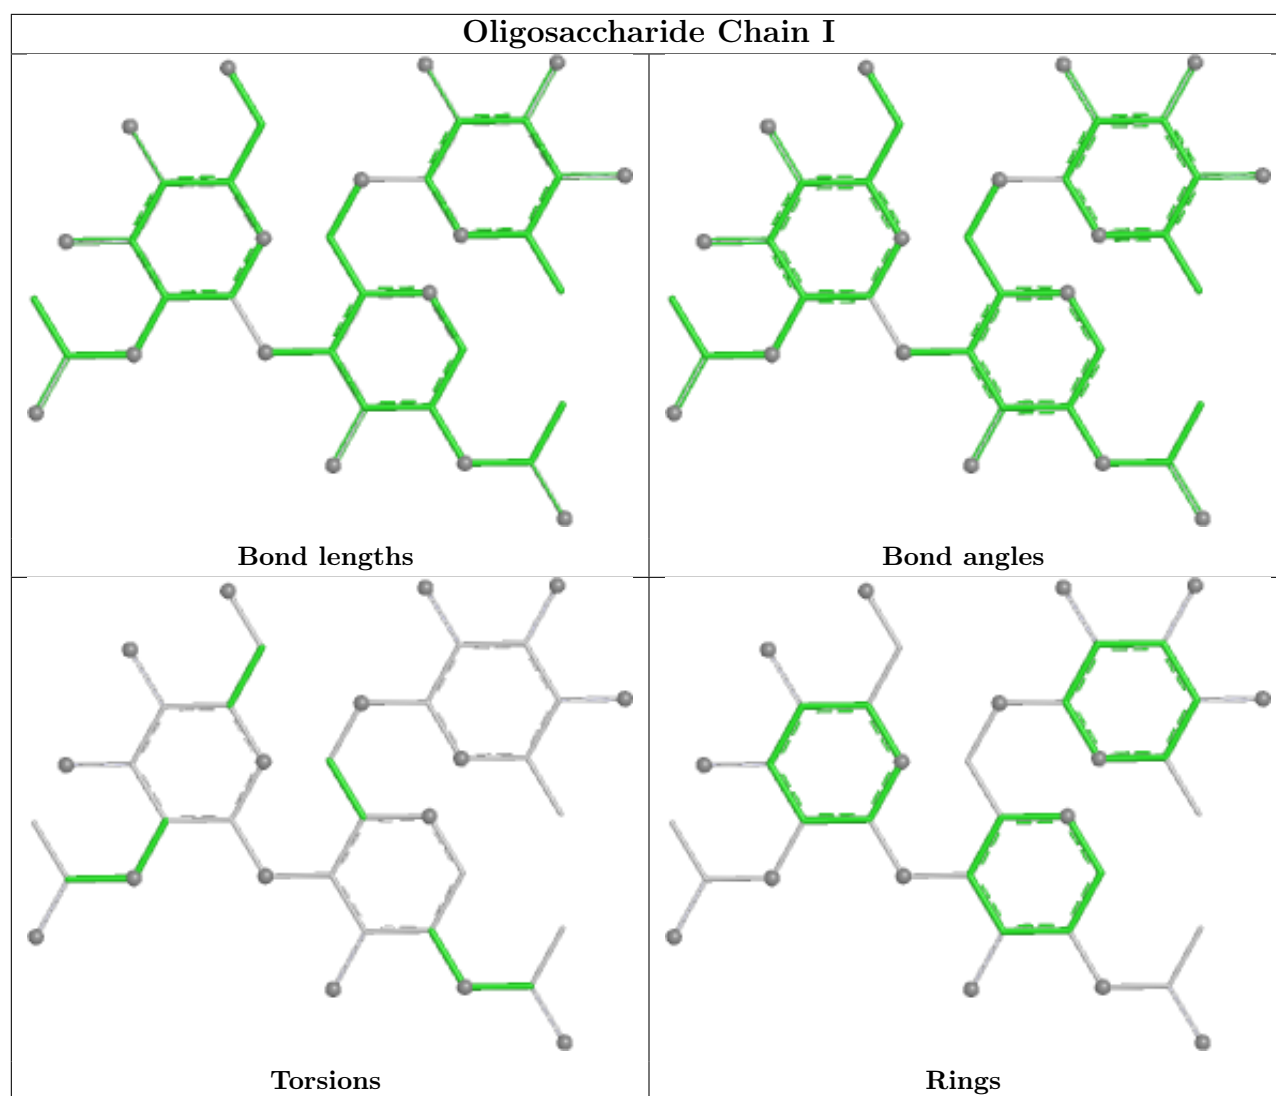 Oligosaccharide Chain I
Bond lengths
Bond angles
Torsions
Rings